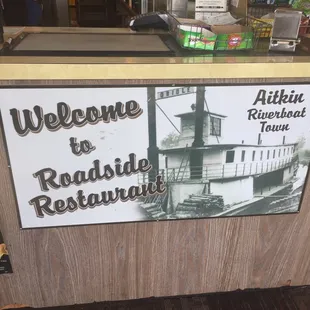 Welcome
to
Roadside
Restaurant
Aitkin
Riverboat
Town